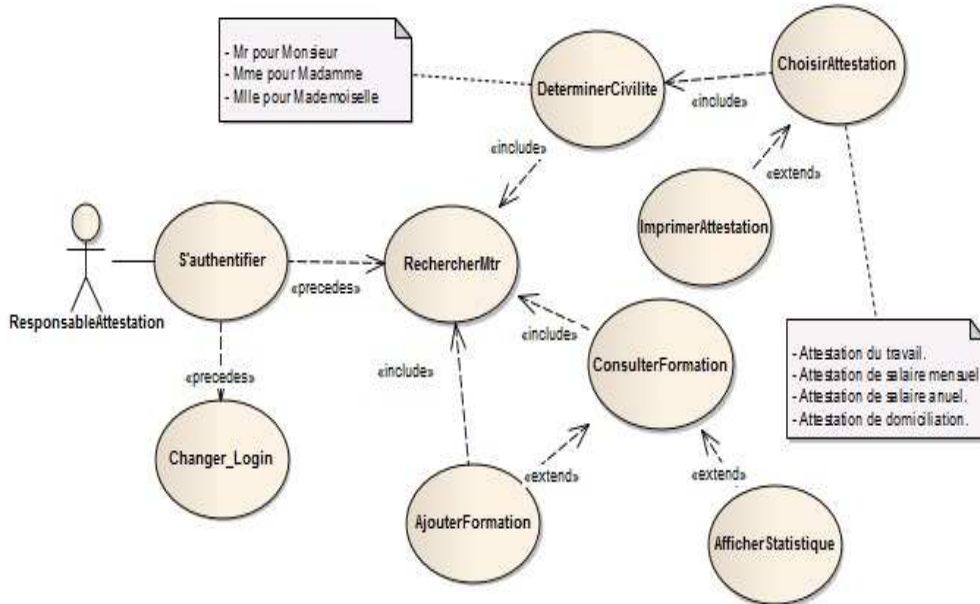 - Mr pour Monsieur
- Mme pour Madamme
- Mlle pour Mademoiselle
DeterminerCivilite
ChoisirAttestation
«include»
«include»
«extend»
ImprimerAttestation
S'authentifier
RechercherMtr
«precedes»
ResponsableAttestation
«include»
ConsulterFormation
- Attestation du travail.
- Attestation de salaire mensuel
- Attestation de salaire anuel.
- Attestation de domiciliation.
«precedes»
«include»
Changer_Login
«extend»
«extend»
AjouterFormation
AfficherStatistique